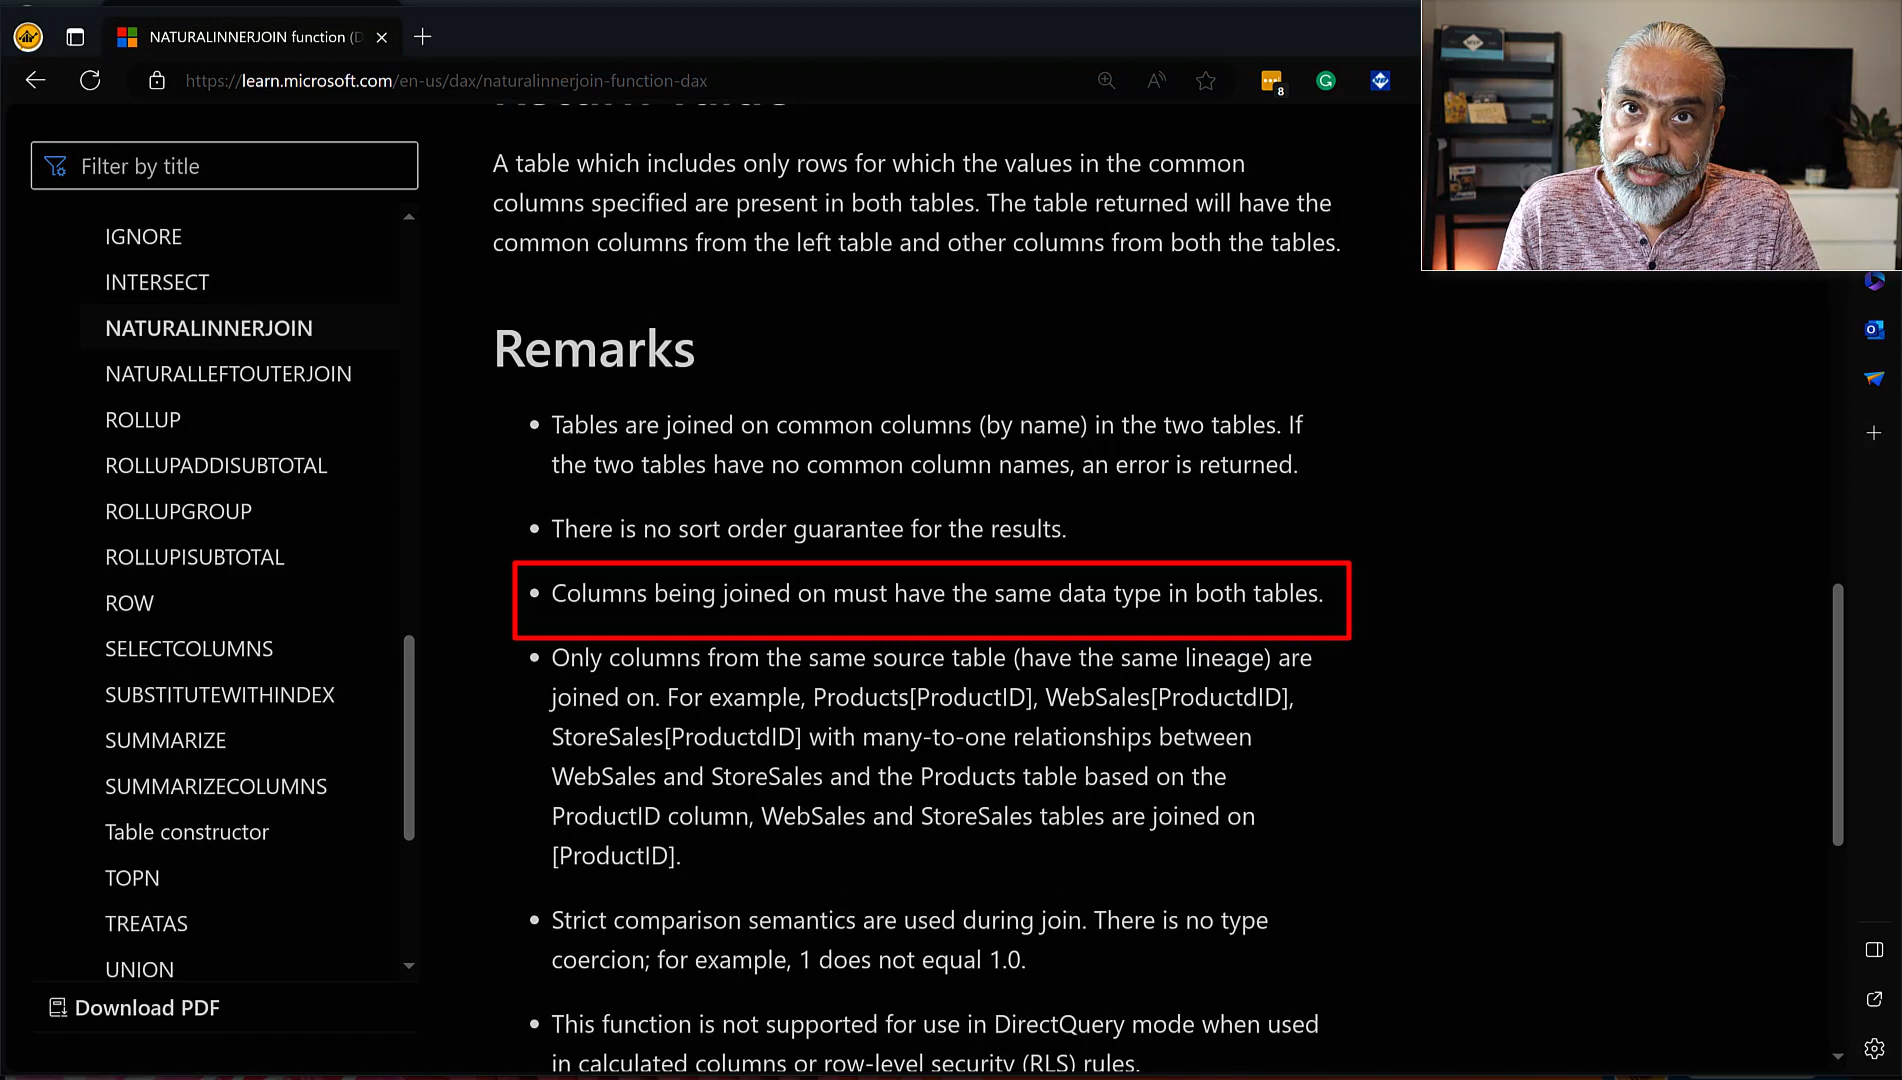 NATURALINNERJOIN function (D
https://learn.microsoft.com/en-us/dax/naturalinnerjoin-function-dax
8
Filter by title
IGNORE
INTERSECT
NATURALINNERJOIN
NATURALLEFTOUTERJOIN
ROLLUP
ROLLUPADDISUBTOTAL
ROLLUPGROUP
ROLLUPISUBTOTAL
ROW
SELECTCOLUMNS
SUBSTITUTEWITHINDEX
SUMMARIZE
SUMMARIZECOLUMNS
Table constructor
TOPN
TREATAS
UNION
Download PDF
A table which includes only rows for which the values in the common
columns specified are present in both tables. The table returned will have the
common columns from the left table and other columns from both the tables.
Remarks
• Tables are joined on common columns (by name) in the two tables. If
the two tables have no common column names, an error is returned.
• There is no sort order guarantee for the results.
• Columns being joined on must have the same data type in both tables.
• Only columns from the same source table (have the same lineage) are
joined on. For example, Products[ProductID], WebSales[ProductdID],
StoreSales[ProductdID] with many-to-one relationships between
WebSales and StoreSales and the Products table based on the
ProductID column, WebSales and StoreSales tables are joined on
[ProductID].
• Strict comparison semantics are used during join. There is no type
coercion; for example, 1 does not equal 1.0.
• This function is not supported for use in DirectQuery mode when used
in calculated columns or row-level security (RLS) rules.